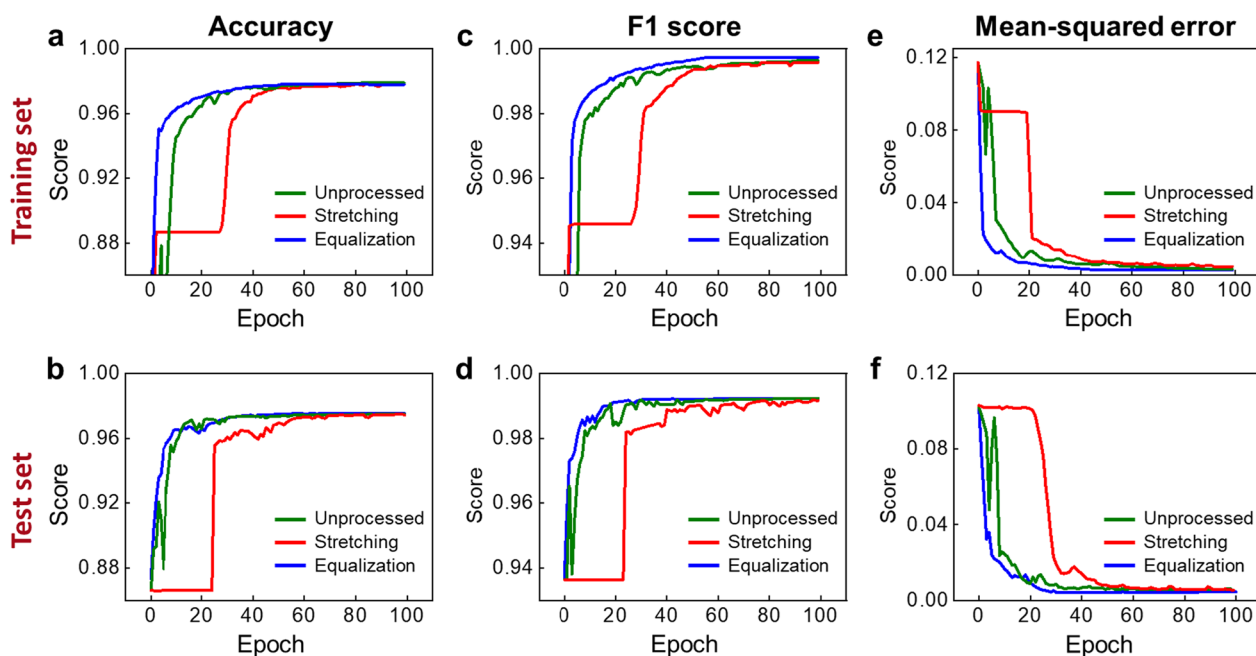 Accuracy
F1 score
Mean-squared error
Training set
Test set
a
1.00
0.96
0.92
0.88
Score
Unprocessed
Stretching
Equalization
0 20 40 60 80 100
Epoch
c
1.00
0.98
0.96
0.94
Score
Unprocessed
Stretching
Equalization
0 20 40 60 80 100
Epoch
e
0.12
0.08
0.04
0.00
Score
Unprocessed
Stretching
Equalization
0 20 40 60 80 100
Epoch
b
1.00
0.96
0.92
0.88
Score
Unprocessed
Stretching
Equalization
0 20 40 60 80 100
Epoch
d
1.00
0.98
0.96
0.94
Score
Unprocessed
Stretching
Equalization
0 20 40 60 80 100
Epoch
f
0.12
0.08
0.04
0.00
Score
Unprocessed
Stretching
Equalization
0 20 40 60 80 100
Epoch